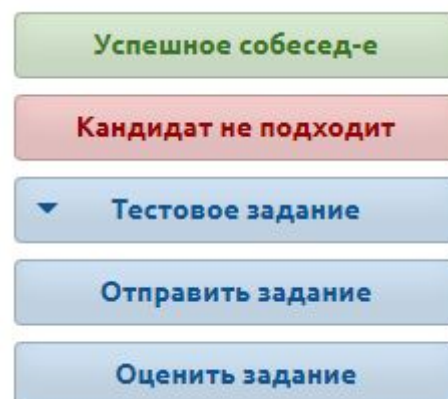 Успешное собесед-е
Кандидат не подходит
Тестовое задание
Отправить задание
Оценить задание